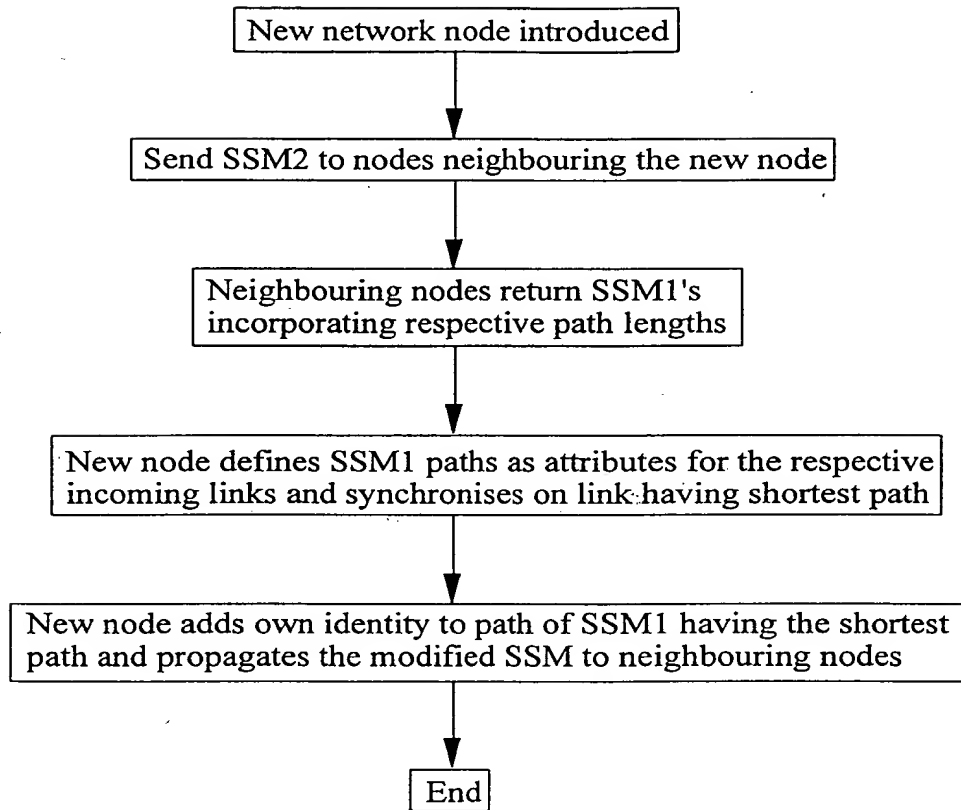 New network node introduced
Send SSM2 to nodes neighbouring the new node
Neighbouring nodes return SSM1's
incorporating respective path lengths
New node defines SSM1 paths as attributes for the respective
incoming links and synchronises on link having shortest path
New node adds own identity to path of SSM1 having the shortest
path and propagates the modified SSM to neighbouring nodes
End